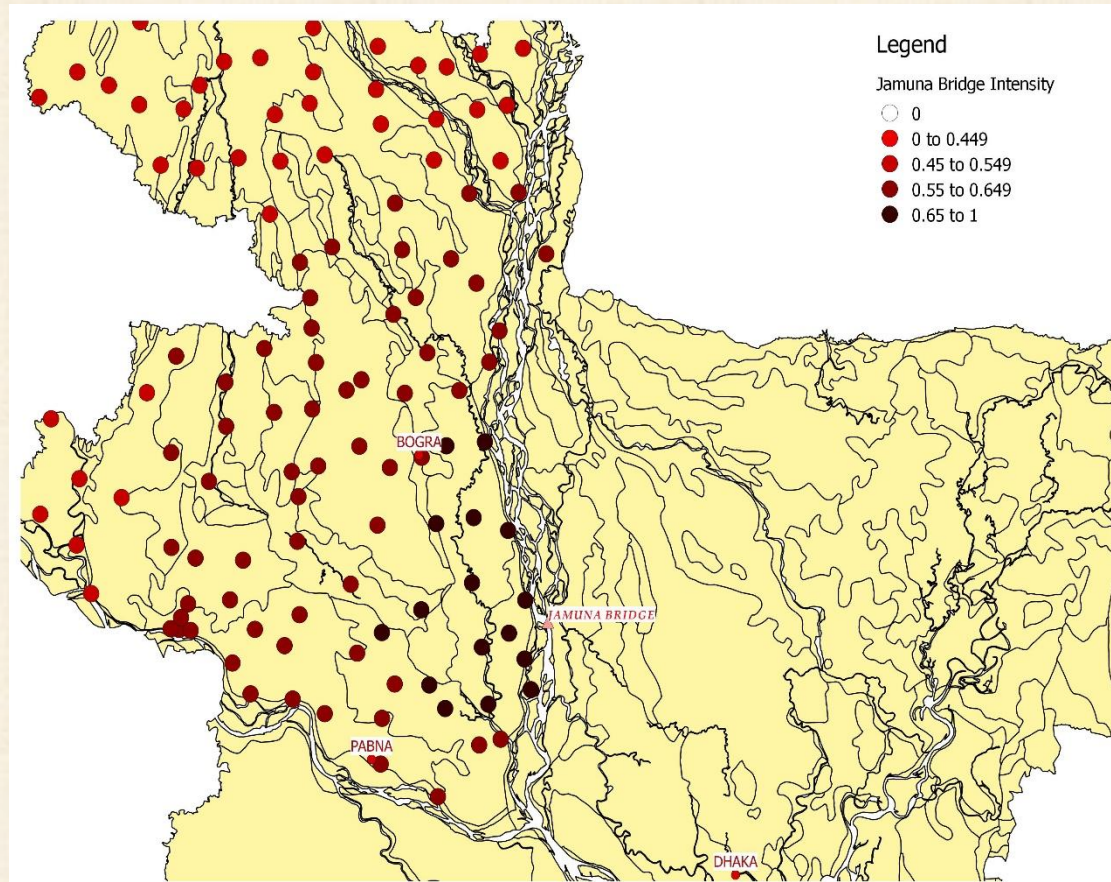 Legend
Jamuna Bridge Intensity
0
0 to 0.449
0.45 to 0.549
0.55 to 0.649
0.65 to 1
BOGRA
JAMUNA BRIDGE
PABNA
DHAKA